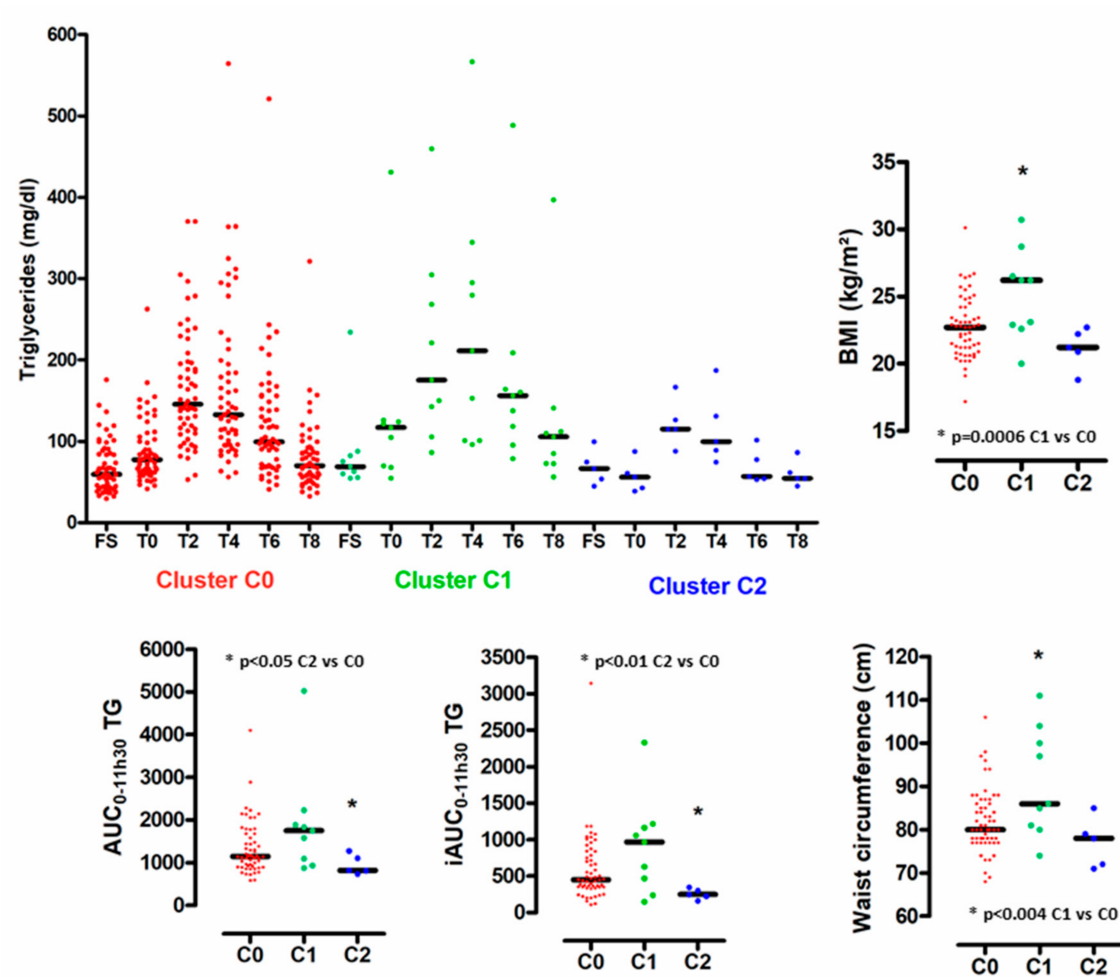 Triglycerides (mg/dl)
600
500
400
300
200
100
0
FS T0 T2 T4 T6 T8 FS T0 T2 T4 T6 T8 FS T0 T2 T4 T6 T8
Cluster C0 Cluster C1 Cluster C2
BMI (kg/m²)
35
30
25
20
15
*
* p=0.0006 C1 vs C0
C0 C1 C2
AUC0-11h30 TG
6000
5000
4000
3000
2000
1000
0
* p<0.05 C2 vs C0
*
C0 C1 C2
iAUC0-11h30 TG
3500
3000
2500
2000
1500
1000
500
0
* p<0.01 C2 vs C0
*
C0 C1 C2
Waist circumference (cm)
120
110
100
90
80
70
60
*
* p<0.004 C1 vs C0
C0 C1 C2